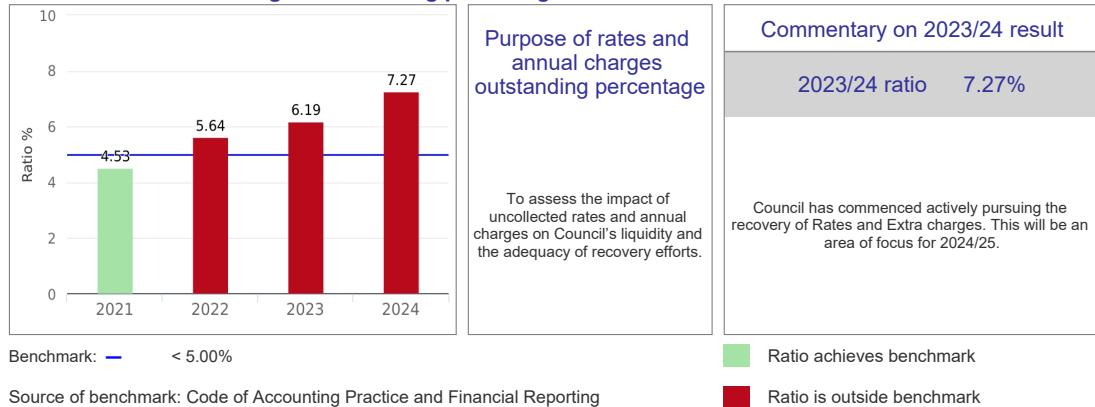 10
8
6
4
2
0
Ratio %
4.53
5.64
6.19
7.27
2021 2022 2023 2024
Purpose of rates and
annual charges
outstanding percentage
To assess the impact of
uncollected rates and annual
charges on Council's liquidity and
the adequacy of recovery efforts.
Commentary on 2023/24 result
2023/24 ratio 7.27%
Council has commenced actively pursuing the
recovery of Rates and Extra charges. This will be an
area of focus for 2024/25.
Benchmark: < 5.00%
Ratio achieves benchmark
Source of benchmark: Code of Accounting Practice and Financial Reporting
Ratio is outside benchmark